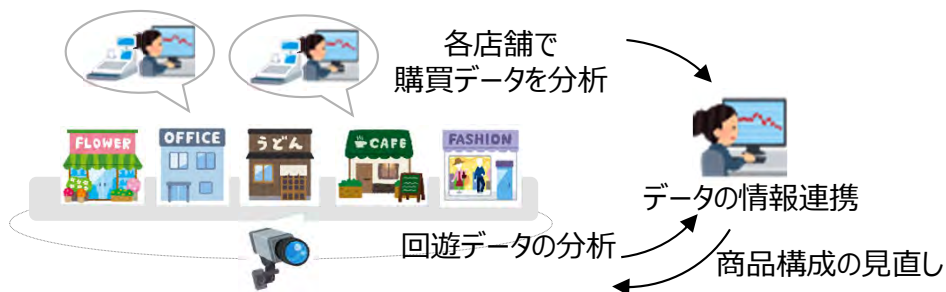 各店舗で
購買データを分析
FLOWER
OFFICE
うどん
CAFE
FASHION
データの情報連携
回遊データの分析
商品構成の見直し